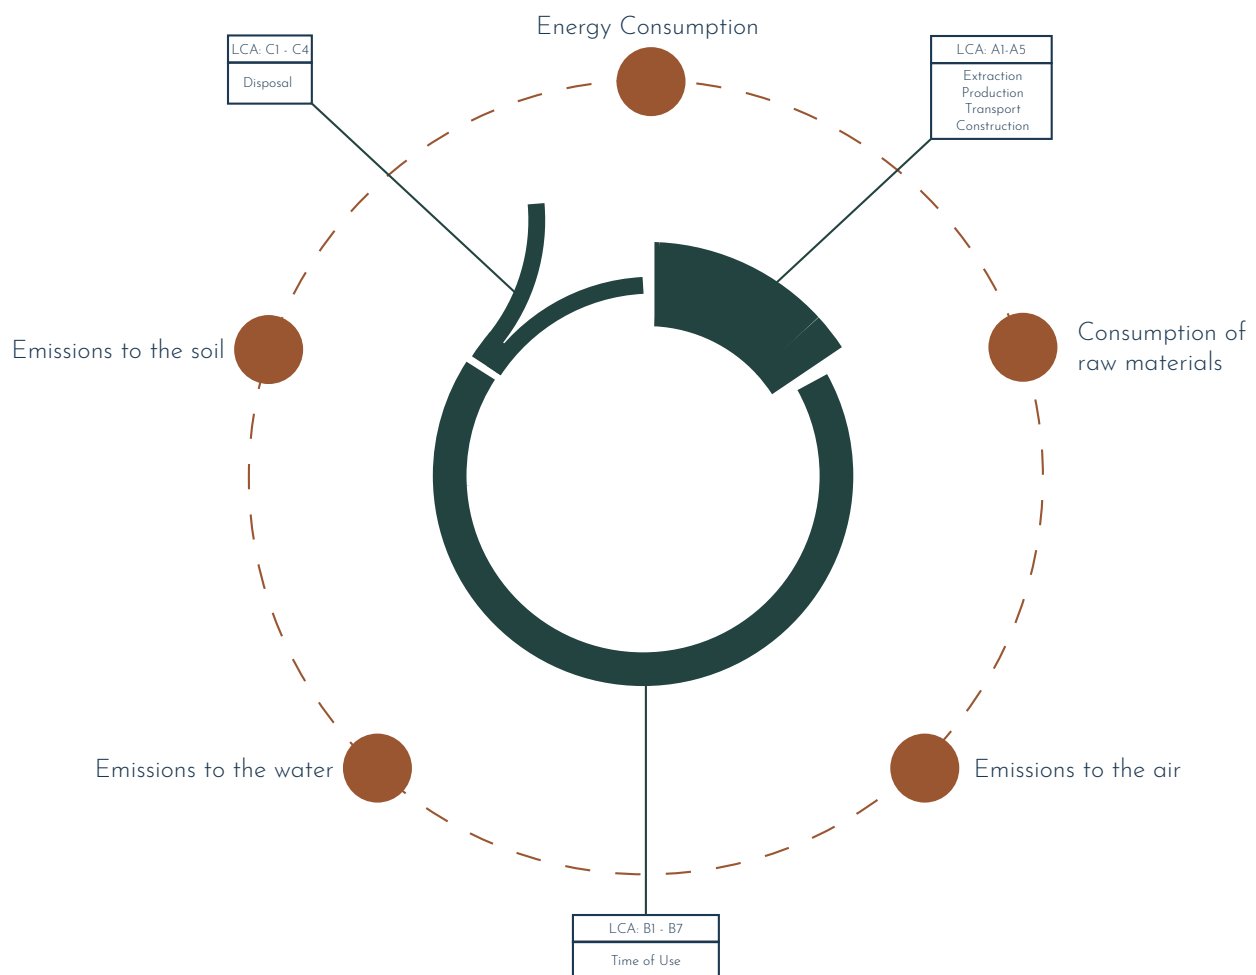 Energy Consumption
LCA: C1 - C4
Disposal
LCA: A1-A5
Extraction
Production
Transport
Construction
Emissions to the soil
Consumption of
raw materials
Emissions to the water
Emissions to the air
LCA: B1 - B7
Time of Use